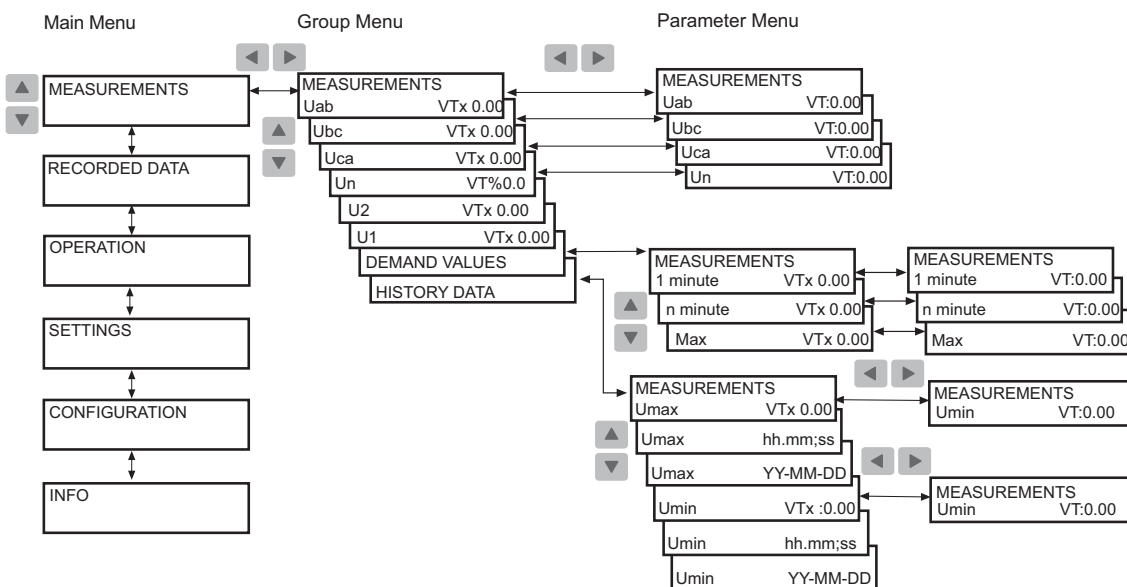 Main Menu
Group Menu
Parameter Menu
MEASUREMENTS
RECORDED DATA
OPERATION
SETTINGS
CONFIGURATION
INFO
MEASUREMENTS
Uab VTx 0.00
Ubc VTx 0.00
Uca VTx 0.00
Un VT%0.0
U2 VTx 0.00
U1 VTx 0.00
DEMAND VALUES
HISTORY DATA
MEASUREMENTS
Uab VT:0.00
Ubc VT:0.00
Uca VT:0.00
Un VT:0.00
MEASUREMENTS
1 minute VTx 0.00
n minute VTx 0.00
Max VTx 0.00
MEASUREMENTS
1 minute VT:0.00
n minute VT:0.00
Max VT:0.00
MEASUREMENTS
Umax VTx 0.00
Umax hh.mm;ss
Umax YY-MM-DD
Umin VTx :0.00
Umin hh.mm;ss
Umin YY-MM-DD
MEASUREMENTS
Umin VT:0.00
MEASUREMENTS
Umin VT:0.00